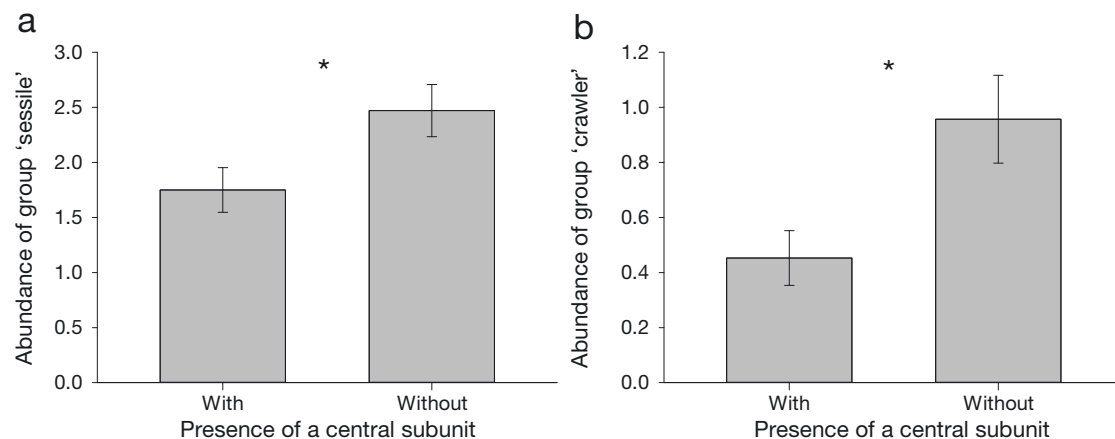 a
Abundance of group ‘sessile’
3.0
2.5
2.0
1.5
1.0
0.5
0.0
*
With
Without
Presence of a central subunit
b
Abundance of group ‘crawler’
1.2
1.0
0.8
0.6
0.4
0.2
0.0
*
With
Without
Presence of a central subunit